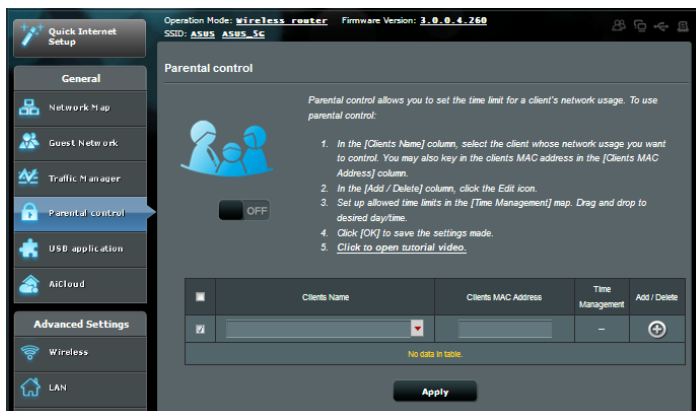 Quick Internet
Setup
General
Network Map
Guest Network
Traffic Manager
Parental control
USB application
AiCloud
Advanced Settings
Wireless
LAN
Operation Mode: Wireless router Firmware Version: 3.0.0.4.260
SSID: ASUS ASUS_5G
Parental control
Parental control allows you to set the time limit for a client's network usage. To use
parental control:
1. In the [Clients Name] column, select the client whose network usage you want
to control. You may also key in the clients MAC address in the [Clients MAC
Address] column.
2. In the [Add / Delete] column, click the Edit icon.
3. Set up allowed time limits in the [Time Management] map. Drag and drop to
desired day/time.
4. Click [OK] to save the settings made.
5. Click to open tutorial video.
OFF
Clients Name Clients MAC Address Time Management Add / Delete
–
No data in table.
Apply